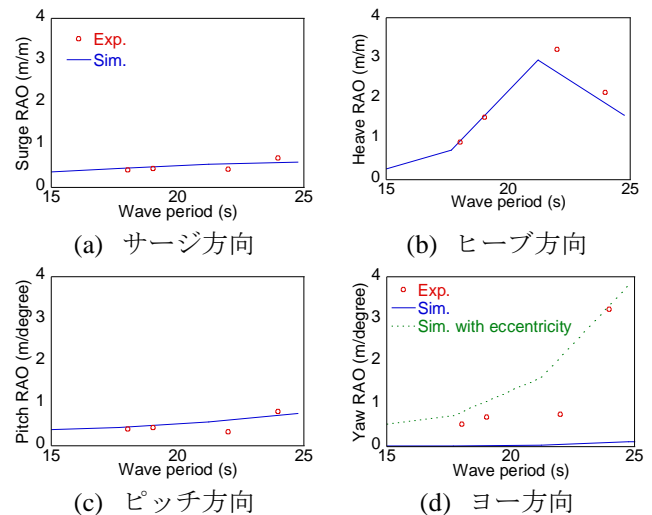 4
3
2
1
0
Surge RAO (m/m)
Exp.
Sim.
15 20 25
Wave period (s)
(a) サージ方向
4
3
2
1
0
Heave RAO (m/m)
15 20 25
Wave period (s)
(b) ヒーブ方向
4
3
2
1
0
Pitch RAO (m/degree)
15 20 25
Wave period (s)
(c) ピッチ方向
4
3
2
1
0
Yaw RAO (m/degree)
Exp.
Sim.
Sim. with eccentricity
15 20 25
Wave period (s)
(d) ヨー方向